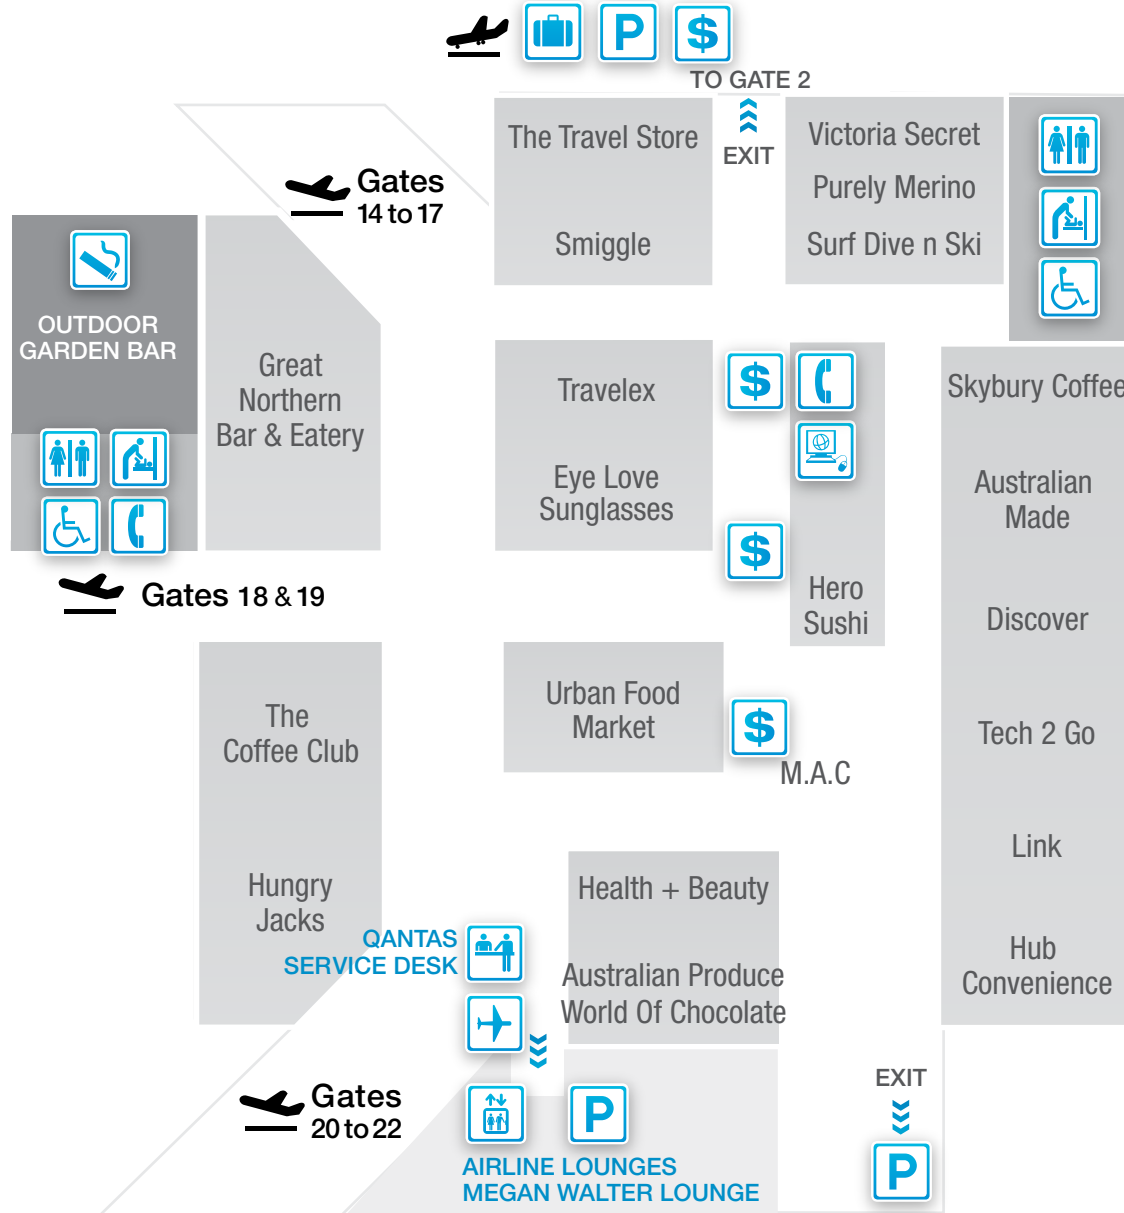 P
$
TO GATE 2
EXIT
The Travel Store
Smiggle
Victoria Secret
Purely Merino
Surf Dive n Ski
Gates
14 to 17
OUTDOOR
GARDEN BAR
Great
Northern
Bar & Eatery
Travelex
$
Eye Love
Sunglasses
$
Hero
Sushi
Skybury Coffee
Australian
Made
Discover
Tech 2 Go
Link
Hub
Convenience
Gates 18 & 19
The
Coffee Club
Hungry
Jacks
Urban Food
Market
$
M.A.C
Health + Beauty
Australian Produce
World Of Chocolate
QANTAS
SERVICE DESK
Gates
20 to 22
P
AIRLINE LOUNGES
MEGAN WALTER LOUNGE
EXIT
P